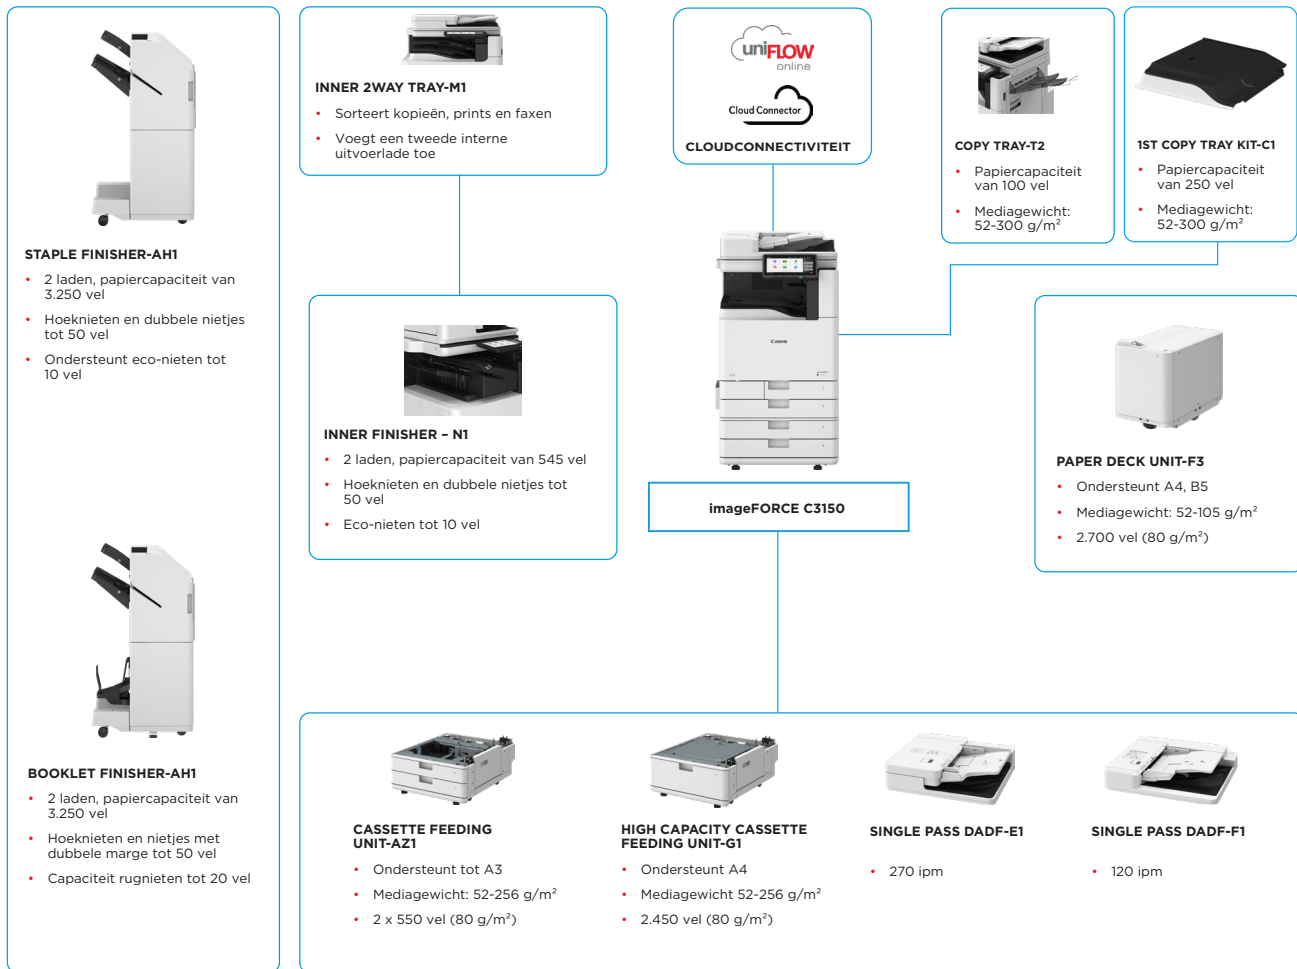 STAPLE FINISHER-AH1
• 2 laden, papiercapaciteit van
3.250 vel
• Hoeknieten en dubbele nietjes
tot 50 vel
• Ondersteunt eco-nieten tot
10 vel
BOOKLET FINISHER-AH1
• 2 laden, papiercapaciteit van
3.250 vel
• Hoeknieten en nietjes met
dubbele marge tot 50 vel
• Capaciteit rugnieten tot 20 vel
INNER 2WAY TRAY-M1
• Sorteert kopieën, prints en faxen
• Voegt een tweede interne
uitvoerlade toe
INNER FINISHER – N1
• 2 laden, papiercapaciteit van 545 vel
• Hoeknieten en dubbele nietjes tot
50 vel
• Eco-nieten tot 10 vel
uniFLOW
online
Cloud Connector
CLOUDCONNECTIVITEIT
Canon
imageFORCE C3150
COPY TRAY-T2
• Papiercapaciteit
van 100 vel
• Mediagewicht:
52-300 g/m²
1ST COPY TRAY KIT-C1
• Papiercapaciteit
van 250 vel
• Mediagewicht:
52-300 g/m²
PAPER DECK UNIT-F3
• Ondersteunt A4, B5
• Mediagewicht: 52-105 g/m²
• 2.700 vel (80 g/m²)
CASSETTE FEEDING
UNIT-AZ1
• Ondersteunt tot A3
• Mediagewicht: 52-256 g/m²
• 2 x 550 vel (80 g/m²)
HIGH CAPACITY CASSETTE
FEEDING UNIT-G1
• Ondersteunt A4
• Mediagewicht 52-256 g/m²
• 2.450 vel (80 g/m²)
SINGLE PASS DADF-E1
• 270 ipm
SINGLE PASS DADF-F1
• 120 ipm